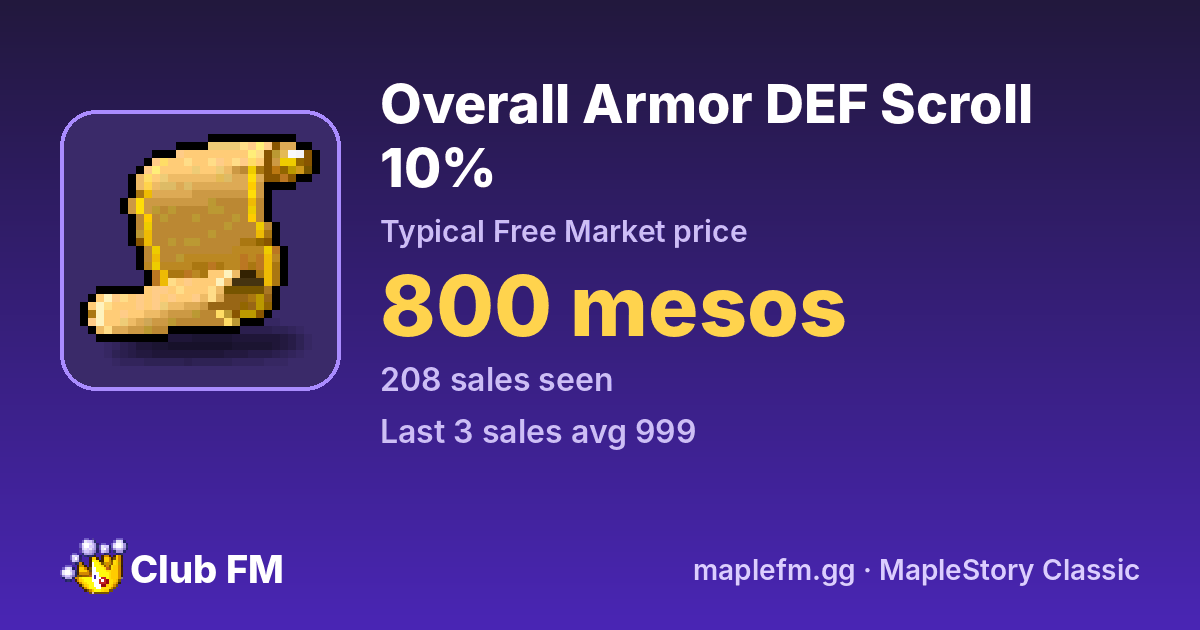 Overall Armor DEF Scroll
10%
Typical Free Market price
800 mesos
208 sales seen
Last 3 sales avg 999
Club FM
maplefm.gg · MapleStory Classic